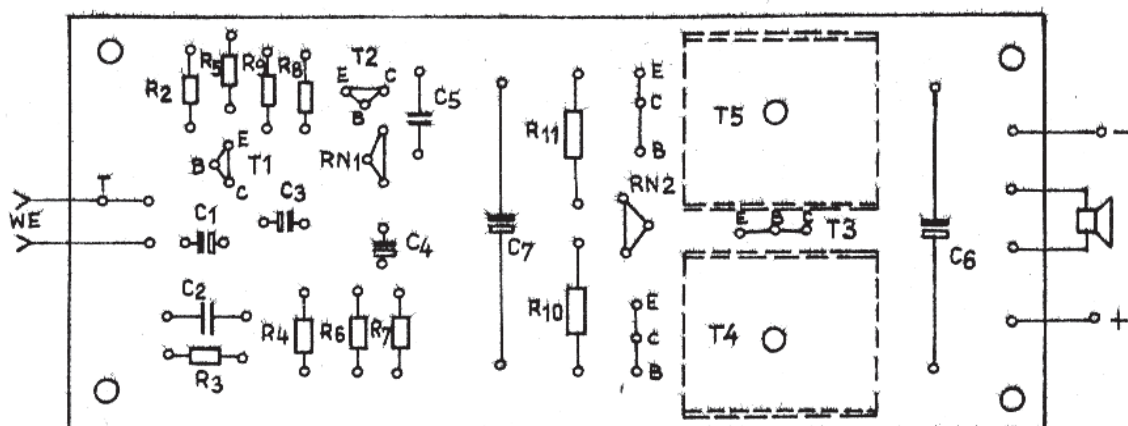 R2
R5
R9
R8
E T2 C
B
C5
R11
E
C
B
T5
-
E
B T1
C
RN1
RN2
WE
T
C1
C3
C4
C7
E B C T3
C6
C2
R3
R4
R6
R7
R10
E
C
B
T4
+